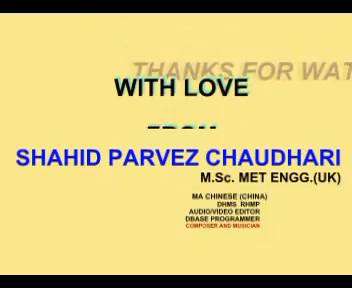 THANKS FOR WAT
WITH LOVE
FROM
SHAHID PARVEZ CHAUDHARI
M.Sc. MET ENGG.(UK)
MA CHINESE (CHINA)
DHMS RHMP
AUDIO/VIDEO EDITOR
DBASE PROGRAMMER
COMPOSER AND MUSICIAN